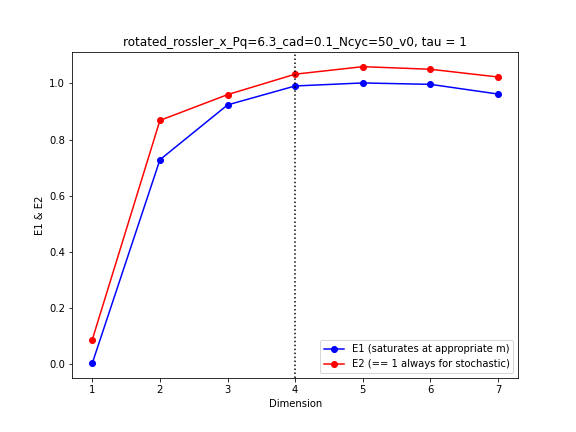 rotated_rossler_x_Pq=6.3_cad=0.1_Ncyc=50_v0, tau = 1
E1 & E2
1.0
0.8
0.6
0.4
0.2
0.0
E1 (saturates at appropriate m)
E2 (== 1 always for stochastic)
1 2 3 4 5 6 7
Dimension